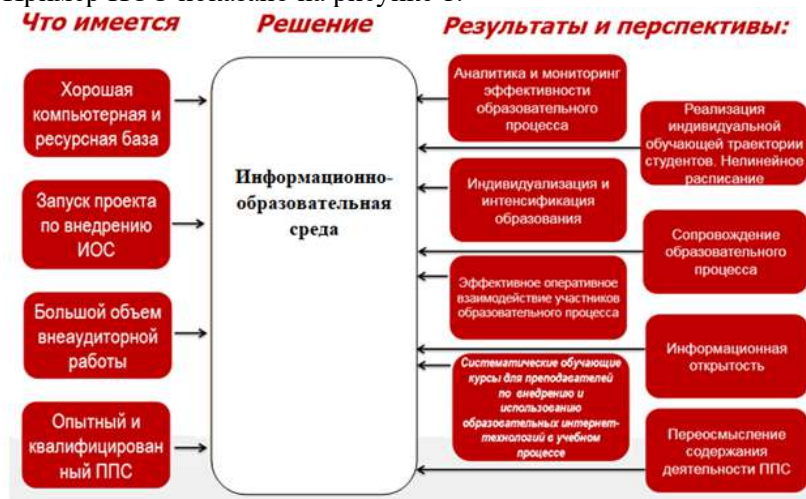 Что имеется
Решение
Результаты и перспективы:
Хорошая
компьютерная и
ресурсная база
Запуск проекта
по внедрению
ИОС
Большой объем
внеаудиторной
работы
Опытный и
квалифицирован
ный ППС
Информационно-
образовательная
среда
Аналитика и мониторинг
эффективности
образовательного
процесса
Индивидуализация и
интенсификация
образования
Эффективное оперативное
взаимодействие участников
образовательного процесса
Систематические обучающие
курсы для преподавателей
по внедрению и
использованию
образовательных интернет-
технологий в учебном
процессе
Реализация
индивидуальной
обучающей траектории
студентов. Нелинейное
расписание
Сопровождение
образовательного
процесса
Информационная
открытость
Переосмысление
содержания
деятельности ППС